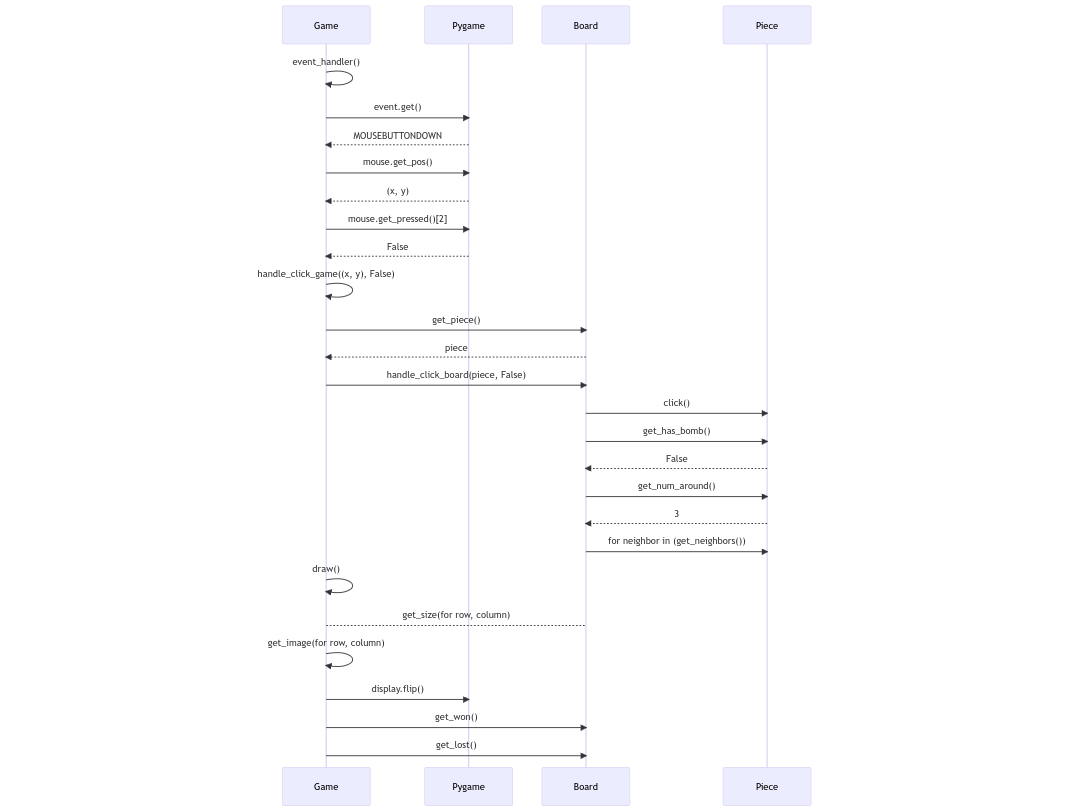 Game
Pygame
Board
Piece
event_handler()
event.get()
MOUSEBUTTONDOWN
mouse.get_pos()
(x, y)
mouse.get_pressed()[2]
False
handle_click_game((x, y), False)
get_piece()
piece
handle_click_board(piece, False)
click()
get_has_bomb()
False
get_num_around()
3
for neighbor in (get_neighbors())
draw()
get_size(for row, column)
get_image(for row, column)
display.flip()
get_won()
get_lost()
Game
Pygame
Board
Piece